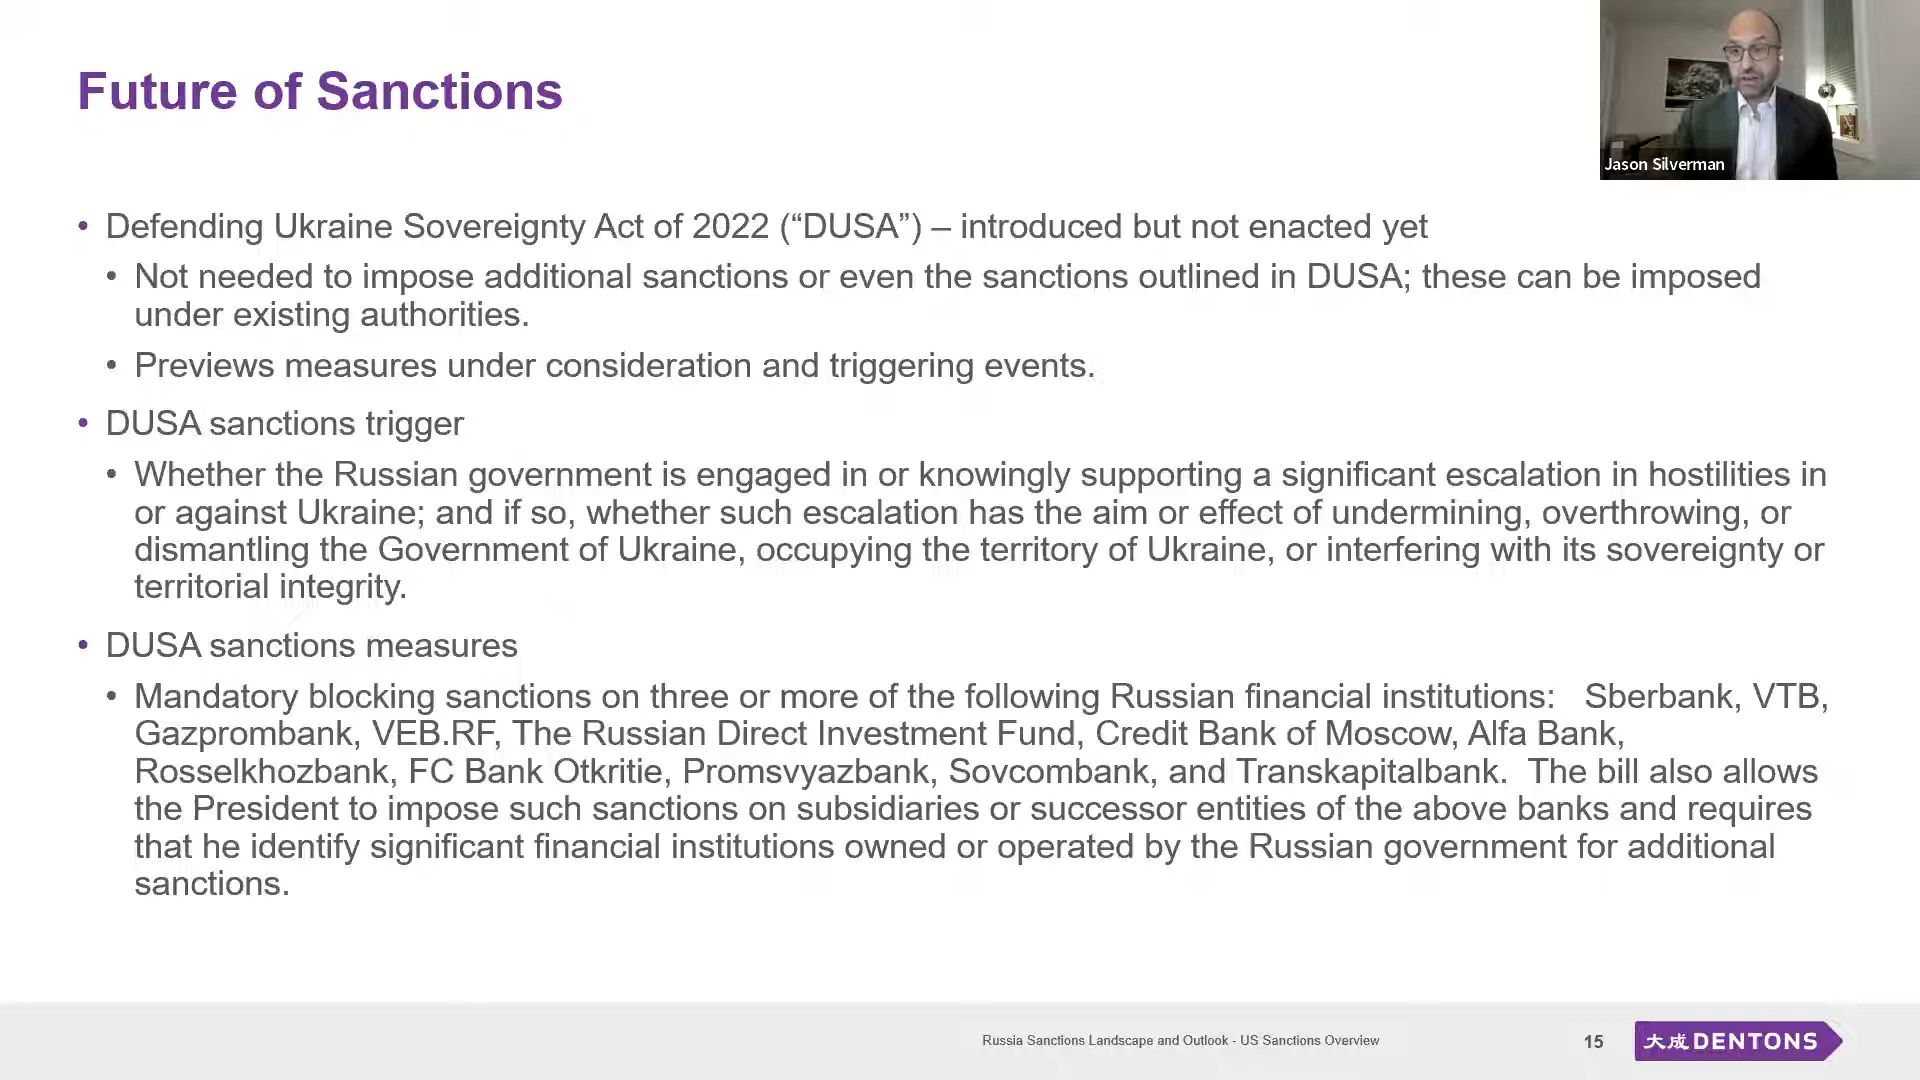 Future of Sanctions
Jason Silverman
• Defending Ukraine Sovereignty Act of 2022 (“DUSA”) – introduced but not enacted yet
• Not needed to impose additional sanctions or even the sanctions outlined in DUSA; these can be imposed
under existing authorities.
• Previews measures under consideration and triggering events.
• DUSA sanctions trigger
• Whether the Russian government is engaged in or knowingly supporting a significant escalation in hostilities in
or against Ukraine; and if so, whether such escalation has the aim or effect of undermining, overthrowing, or
dismantling the Government of Ukraine, occupying the territory of Ukraine, or interfering with its sovereignty or
territorial integrity.
• DUSA sanctions measures
• Mandatory blocking sanctions on three or more of the following Russian financial institutions: Sberbank, VTB,
Gazprombank, VEB.RF, The Russian Direct Investment Fund, Credit Bank of Moscow, Alfa Bank,
Rosselkhozbank, FC Bank Otkritie, Promsvyazbank, Sovcombank, and Transkapitalbank. The bill also allows
the President to impose such sanctions on subsidiaries or successor entities of the above banks and requires
that he identify significant financial institutions owned or operated by the Russian government for additional
sanctions.
Russia Sanctions Landscape and Outlook - US Sanctions Overview
15
大成 DENTONS